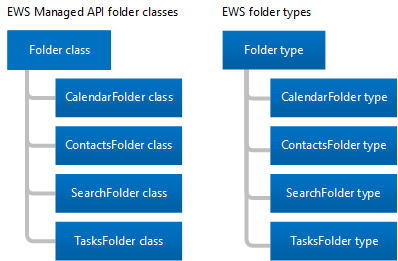 EWS Managed API folder classes
Folder class
CalendarFolder class
ContactsFolder class
SearchFolder class
TasksFolder class
EWS folder types
Folder type
CalendarFolder type
ContactsFolder type
SearchFolder type
TasksFolder type